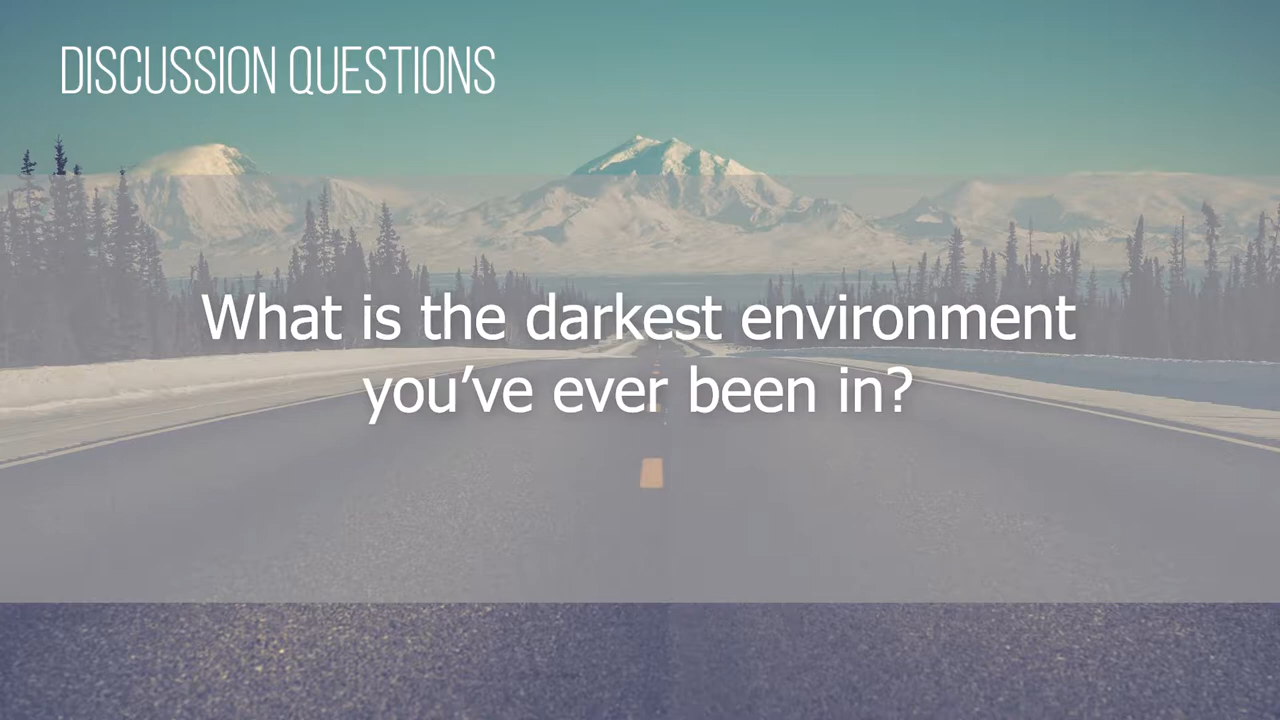 DISCUSSION QUESTIONS
What is the darkest environment
you’ve ever been in?